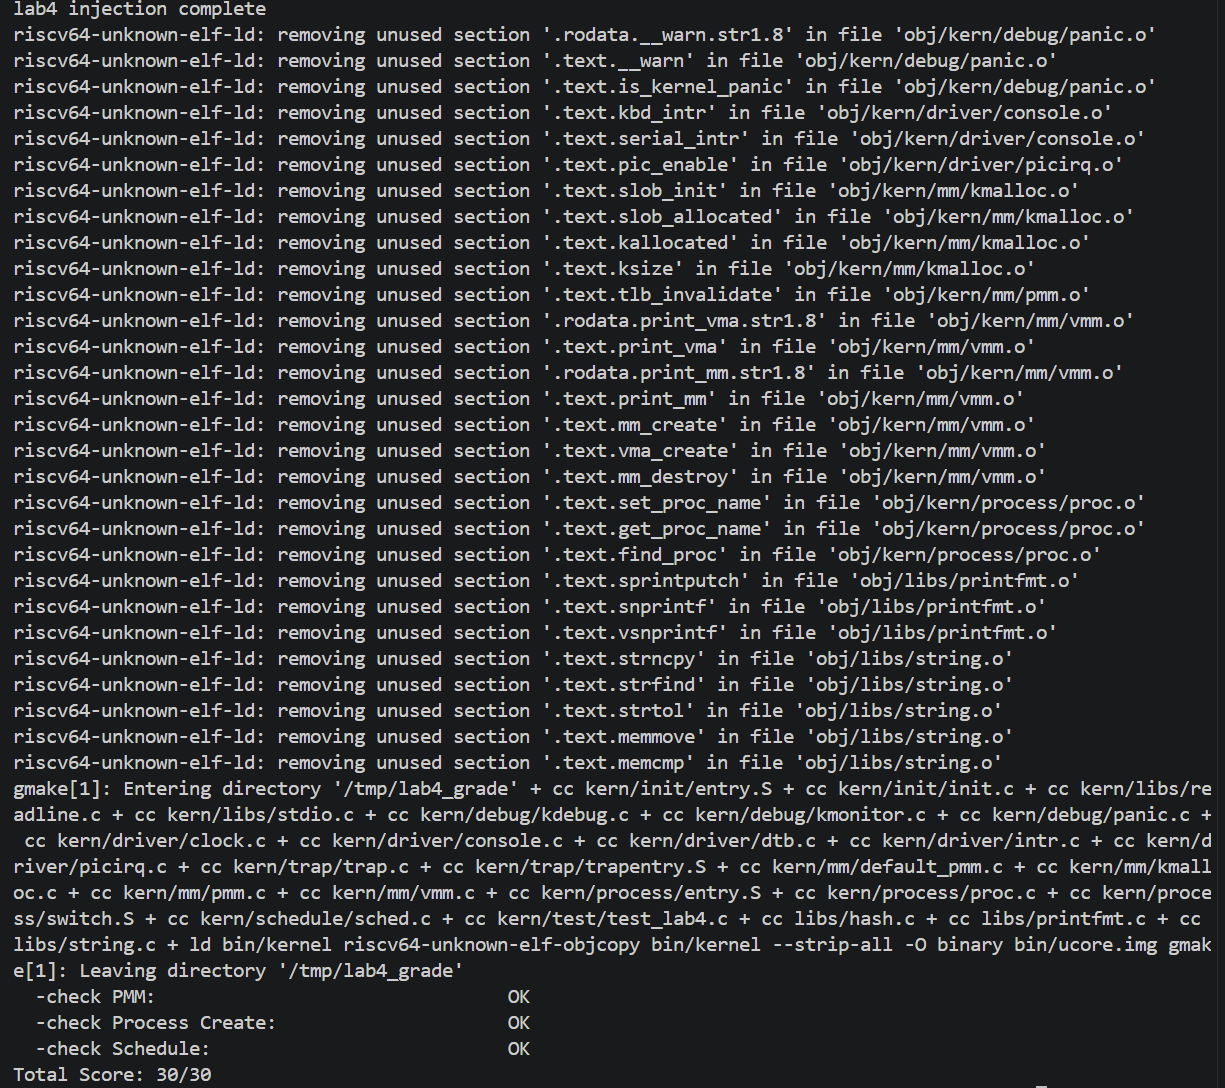 lab4 injection complete
riscv64-unknown-elf-ld: removing unused section '.rodata.__warn.str1.8' in file 'obj/kern/debug/panic.o'
riscv64-unknown-elf-ld: removing unused section '.text.__warn' in file 'obj/kern/debug/panic.o'
riscv64-unknown-elf-ld: removing unused section '.text.is_kernel_panic' in file 'obj/kern/debug/panic.o'
riscv64-unknown-elf-ld: removing unused section '.text.kbd_intr' in file 'obj/kern/driver/console.o'
riscv64-unknown-elf-ld: removing unused section '.text.serial_intr' in file 'obj/kern/driver/console.o'
riscv64-unknown-elf-ld: removing unused section '.text.pic_enable' in file 'obj/kern/driver/picirq.o'
riscv64-unknown-elf-ld: removing unused section '.text.slob_init' in file 'obj/kern/mm/kmalloc.o'
riscv64-unknown-elf-ld: removing unused section '.text.slob_allocated' in file 'obj/kern/mm/kmalloc.o'
riscv64-unknown-elf-ld: removing unused section '.text.kallocated' in file 'obj/kern/mm/kmalloc.o'
riscv64-unknown-elf-ld: removing unused section '.text.ksize' in file 'obj/kern/mm/kmalloc.o'
riscv64-unknown-elf-ld: removing unused section '.text.tlb_invalidate' in file 'obj/kern/mm/pmm.o'
riscv64-unknown-elf-ld: removing unused section '.rodata.print_vma.str1.8' in file 'obj/kern/mm/vmm.o'
riscv64-unknown-elf-ld: removing unused section '.text.print_vma' in file 'obj/kern/mm/vmm.o'
riscv64-unknown-elf-ld: removing unused section '.rodata.print_mm.str1.8' in file 'obj/kern/mm/vmm.o'
riscv64-unknown-elf-ld: removing unused section '.text.print_mm' in file 'obj/kern/mm/vmm.o'
riscv64-unknown-elf-ld: removing unused section '.text.mm_create' in file 'obj/kern/mm/vmm.o'
riscv64-unknown-elf-ld: removing unused section '.text.vma_create' in file 'obj/kern/mm/vmm.o'
riscv64-unknown-elf-ld: removing unused section '.text.mm_destroy' in file 'obj/kern/mm/vmm.o'
riscv64-unknown-elf-ld: removing unused section '.text.set_proc_name' in file 'obj/kern/process/proc.o'
riscv64-unknown-elf-ld: removing unused section '.text.get_proc_name' in file 'obj/kern/process/proc.o'
riscv64-unknown-elf-ld: removing unused section '.text.find_proc' in file 'obj/kern/process/proc.o'
riscv64-unknown-elf-ld: removing unused section '.text.sprintputch' in file 'obj/libs/printfmt.o'
riscv64-unknown-elf-ld: removing unused section '.text.snprintf' in file 'obj/libs/printfmt.o'
riscv64-unknown-elf-ld: removing unused section '.text.vsnprintf' in file 'obj/libs/printfmt.o'
riscv64-unknown-elf-ld: removing unused section '.text.strncpy' in file 'obj/libs/string.o'
riscv64-unknown-elf-ld: removing unused section '.text.strfind' in file 'obj/libs/string.o'
riscv64-unknown-elf-ld: removing unused section '.text.strtol' in file 'obj/libs/string.o'
riscv64-unknown-elf-ld: removing unused section '.text.memmove' in file 'obj/libs/string.o'
riscv64-unknown-elf-ld: removing unused section '.text.memcmp' in file 'obj/libs/string.o'
gmake[1]: Entering directory '/tmp/lab4_grade' + cc kern/init/entry.S + cc kern/init/init.c + cc kern/libs/re
adline.c + cc kern/libs/stdio.c + cc kern/debug/kdebug.c + cc kern/debug/kmonitor.c + cc kern/debug/panic.c +
 cc kern/driver/clock.c + cc kern/driver/console.c + cc kern/driver/dtb.c + cc kern/driver/intr.c + cc kern/d
river/picirq.c + cc kern/trap/trap.c + cc kern/trap/trapentry.S + cc kern/mm/default_pmm.c + cc kern/mm/kmall
oc.c + cc kern/mm/pmm.c + cc kern/mm/vmm.c + cc kern/process/entry.S + cc kern/process/proc.c + cc kern/proce
ss/switch.S + cc kern/schedule/sched.c + cc kern/test/test_lab4.c + cc libs/hash.c + cc libs/printfmt.c + cc 
libs/string.c + ld bin/kernel riscv64-unknown-elf-objcopy bin/kernel --strip-all -O binary bin/ucore.img gmak
e[1]: Leaving directory '/tmp/lab4_grade'
  -check PMM:                                OK
  -check Process Create:                     OK
  -check Schedule:                           OK
Total Score: 30/30